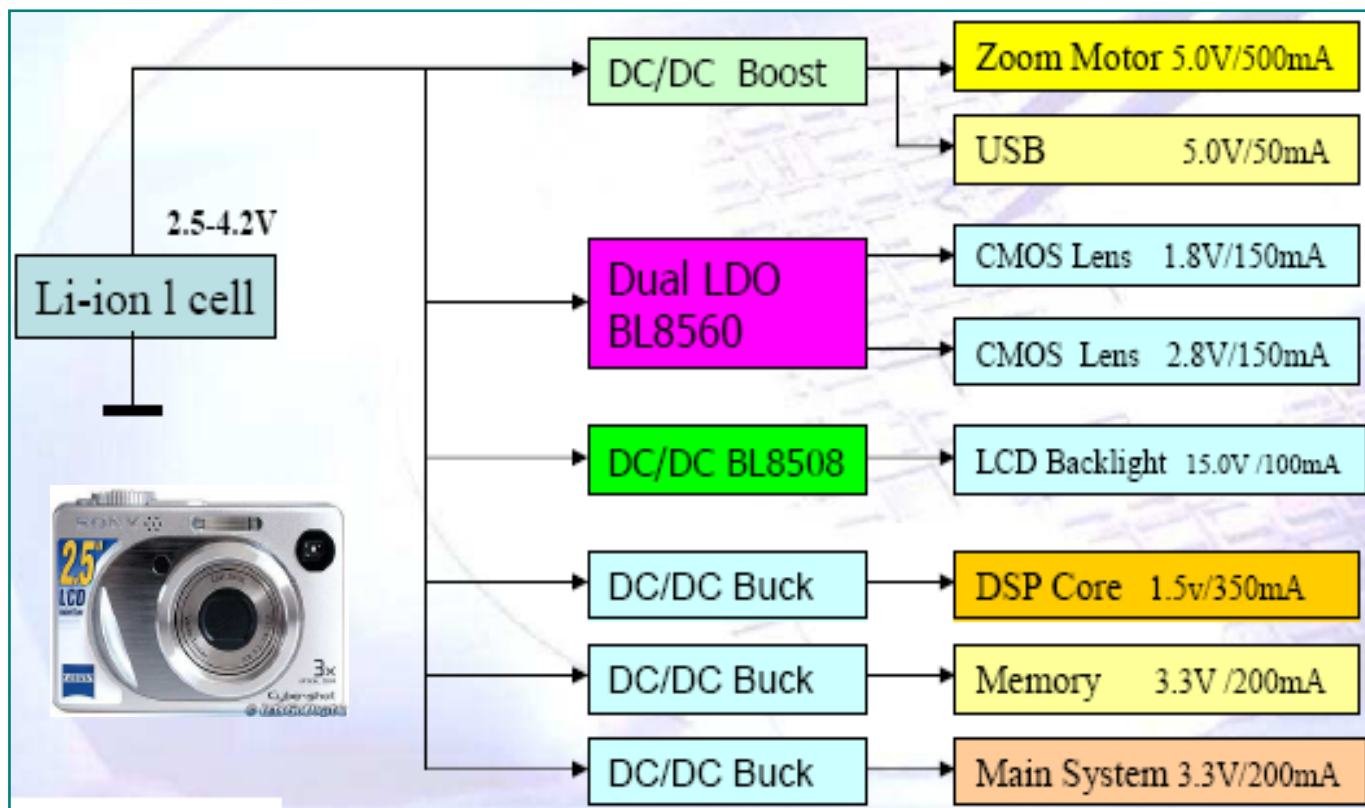 DC/DC Boost
Zoom Motor 5.0V/500mA
USB 5.0V/50mA
2.5-4.2V
Li-ion 1 cell
Dual LDO
BL8560
CMOS Lens 1.8V/150mA
CMOS Lens 2.8V/150mA
DC/DC BL8508
LCD Backlight 15.0V /100mA
SONY
2.5"
LCD
3x
Cyber-shot
DC/DC Buck
DSP Core 1.5v/350mA
DC/DC Buck
Memory 3.3V /200mA
DC/DC Buck
Main System 3.3V/200mA